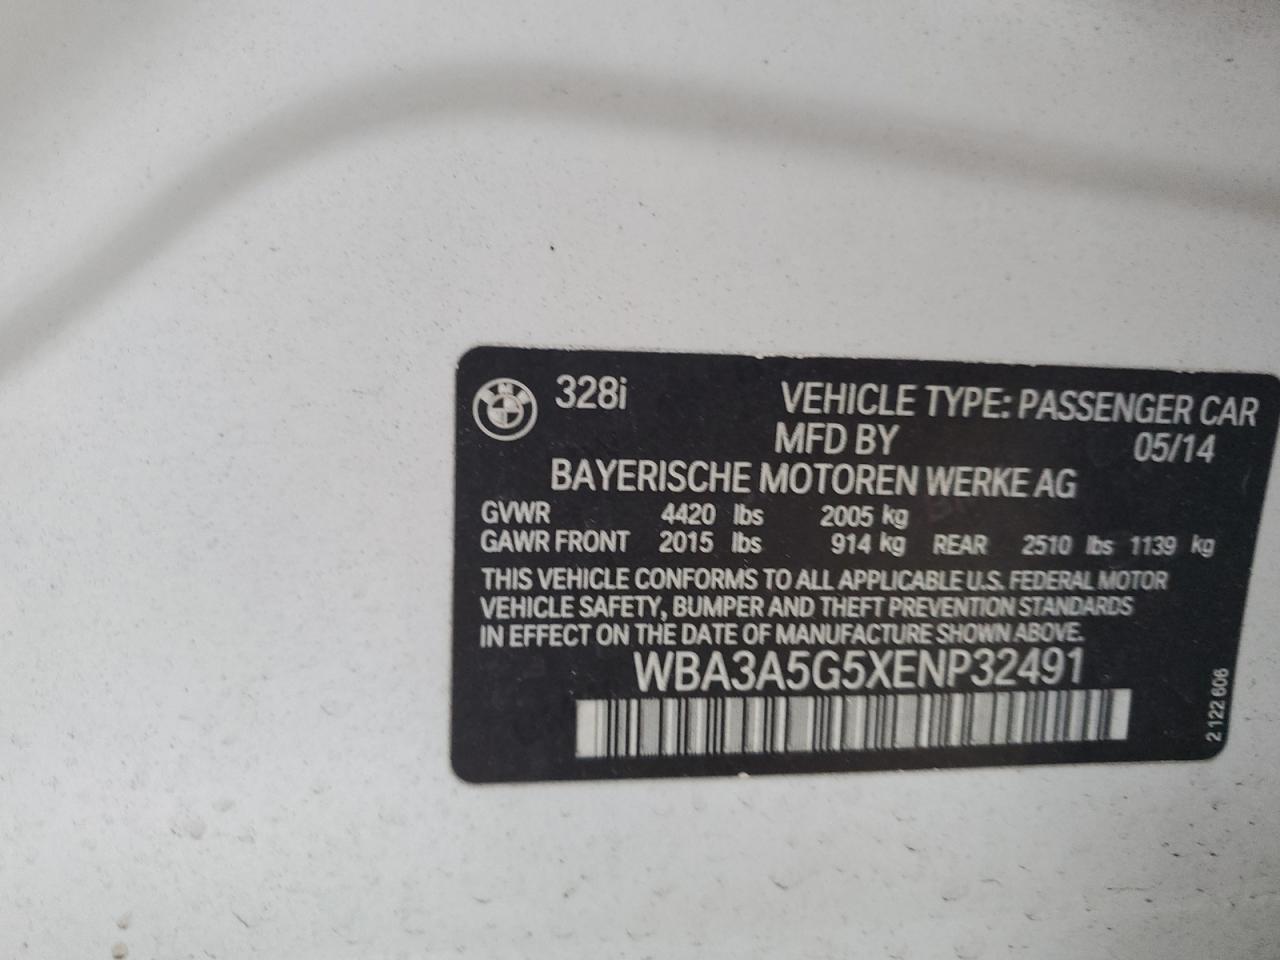 BMW 328i VEHICLE TYPE: PASSENGER CAR
MFD BY 05/14
BAYERISCHE MOTOREN WERKE AG
GVWR 4420 lbs 2005 kg
GAWR FRONT 2015 lbs 914 kg REAR 2510 lbs 1139 kg
THIS VEHICLE CONFORMS TO ALL APPLICABLE U.S. FEDERAL MOTOR
VEHICLE SAFETY, BUMPER AND THEFT PREVENTION STANDARDS
IN EFFECT ON THE DATE OF MANUFACTURE SHOWN ABOVE.
WBA3A5G5XENP32491
2 122 606